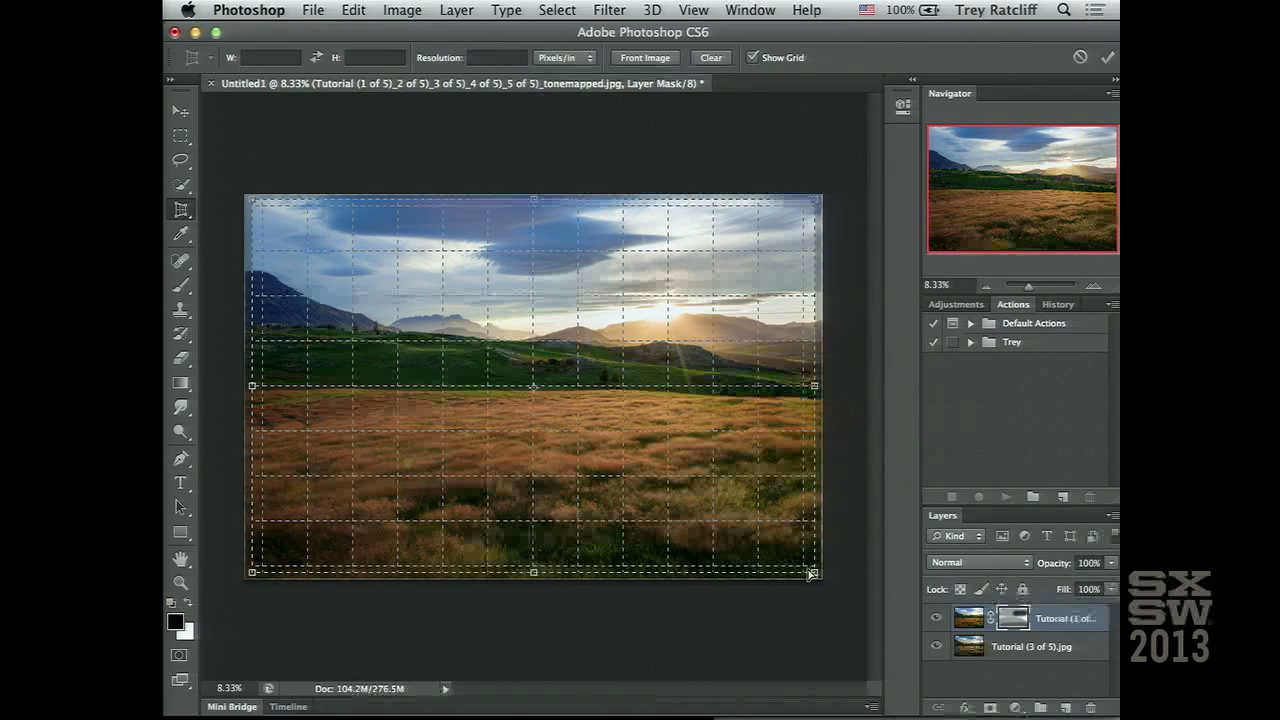 Photoshop File Edit Image Layer Type Select Filter 3D View Window Help 100% Trey Ratcliff
Adobe Photoshop CS6
W: H: Resolution: Pixels/in Front Image Clear Show Grid
Untitled1 @ 8.33% (Tutorial (1 of 5)_2 of 5)_3 of 5)_4 of 5)_5 of 5)_tonemapped.jpg, Layer Mask/8) *
Navigator
8.33%
Adjustments Actions History
Default Actions
Trey
Layers
Kind
Normal Opacity: 100%
Lock: Fill: 100%
Tutorial (1 of...
Tutorial (3 of 5).jpg
8.33% Doc: 104.2M/276.5M
Mini Bridge Timeline
SX
SW
2013